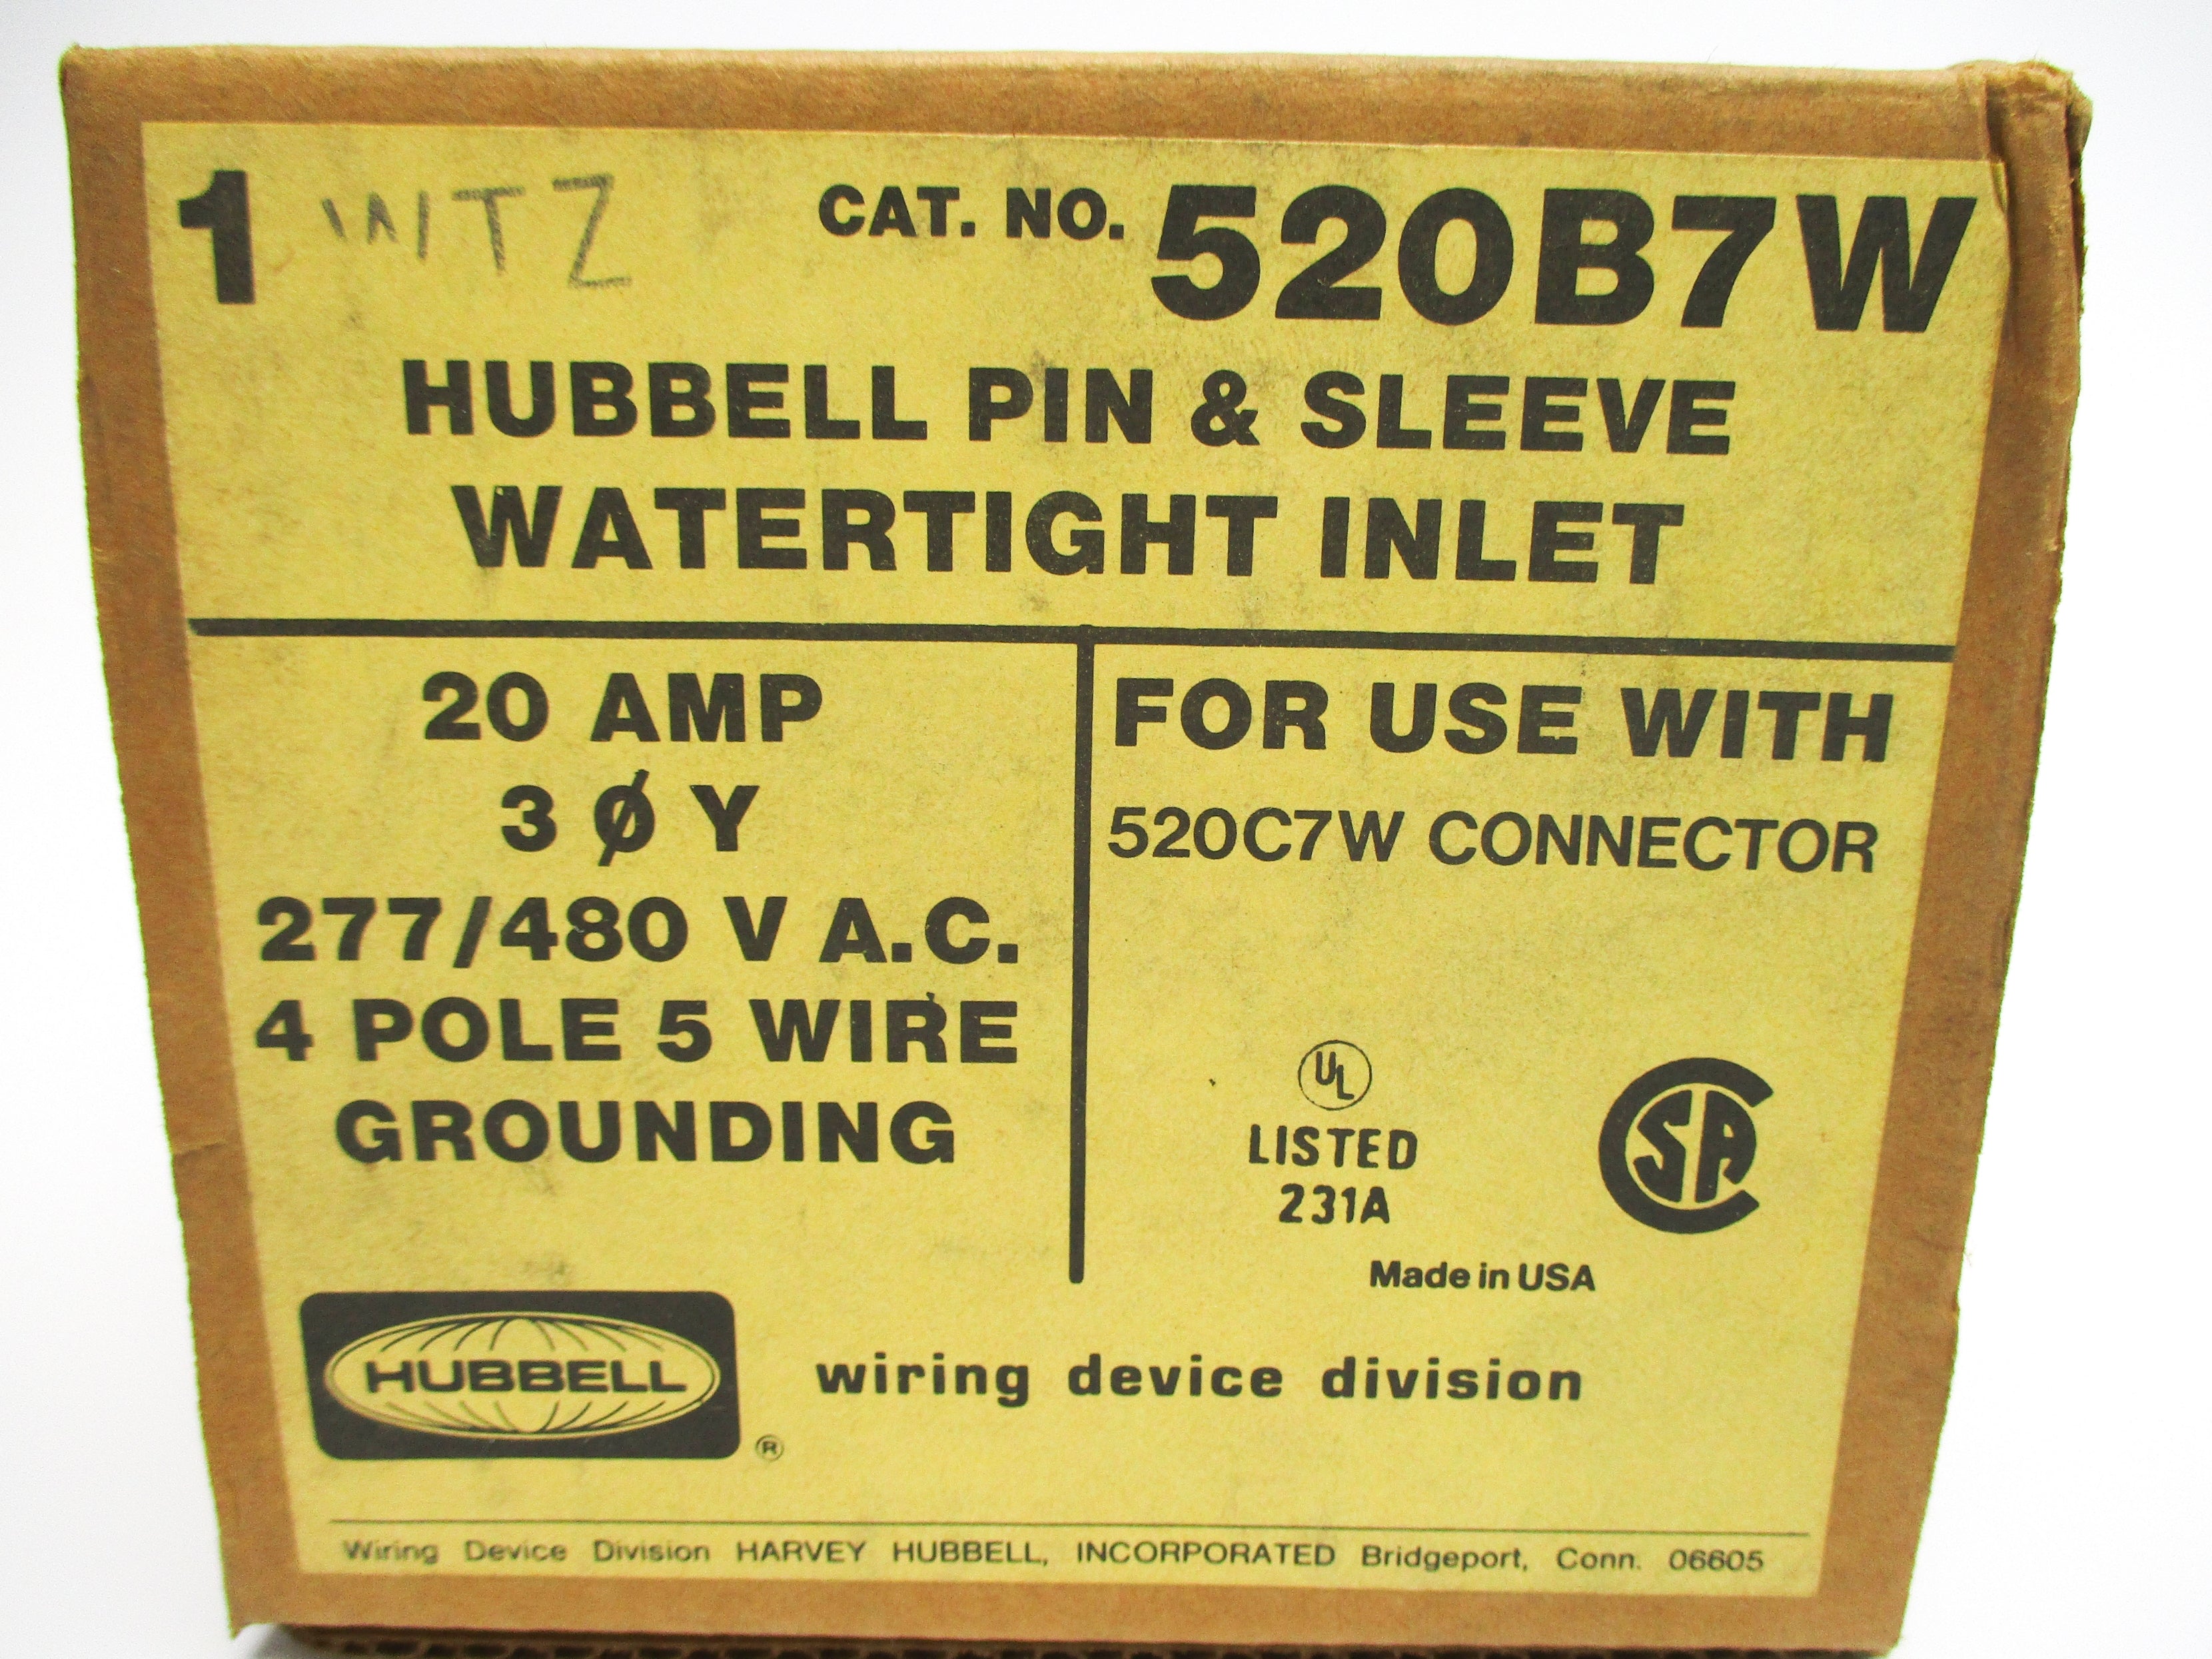 1 WTZ CAT. NO. 520B7W
HUBBELL PIN & SLEEVE
WATERTIGHT INLET
20 AMP
3 Ø Y
277/480 V A.C.
4 POLE 5 WIRE
GROUNDING
FOR USE WITH
520C7W CONNECTOR
UL
LISTED
231A
CSA
Made in USA
HUBBELL ® wiring device division
Wiring Device Division HARVEY HUBBELL, INCORPORATED Bridgeport, Conn. 06605